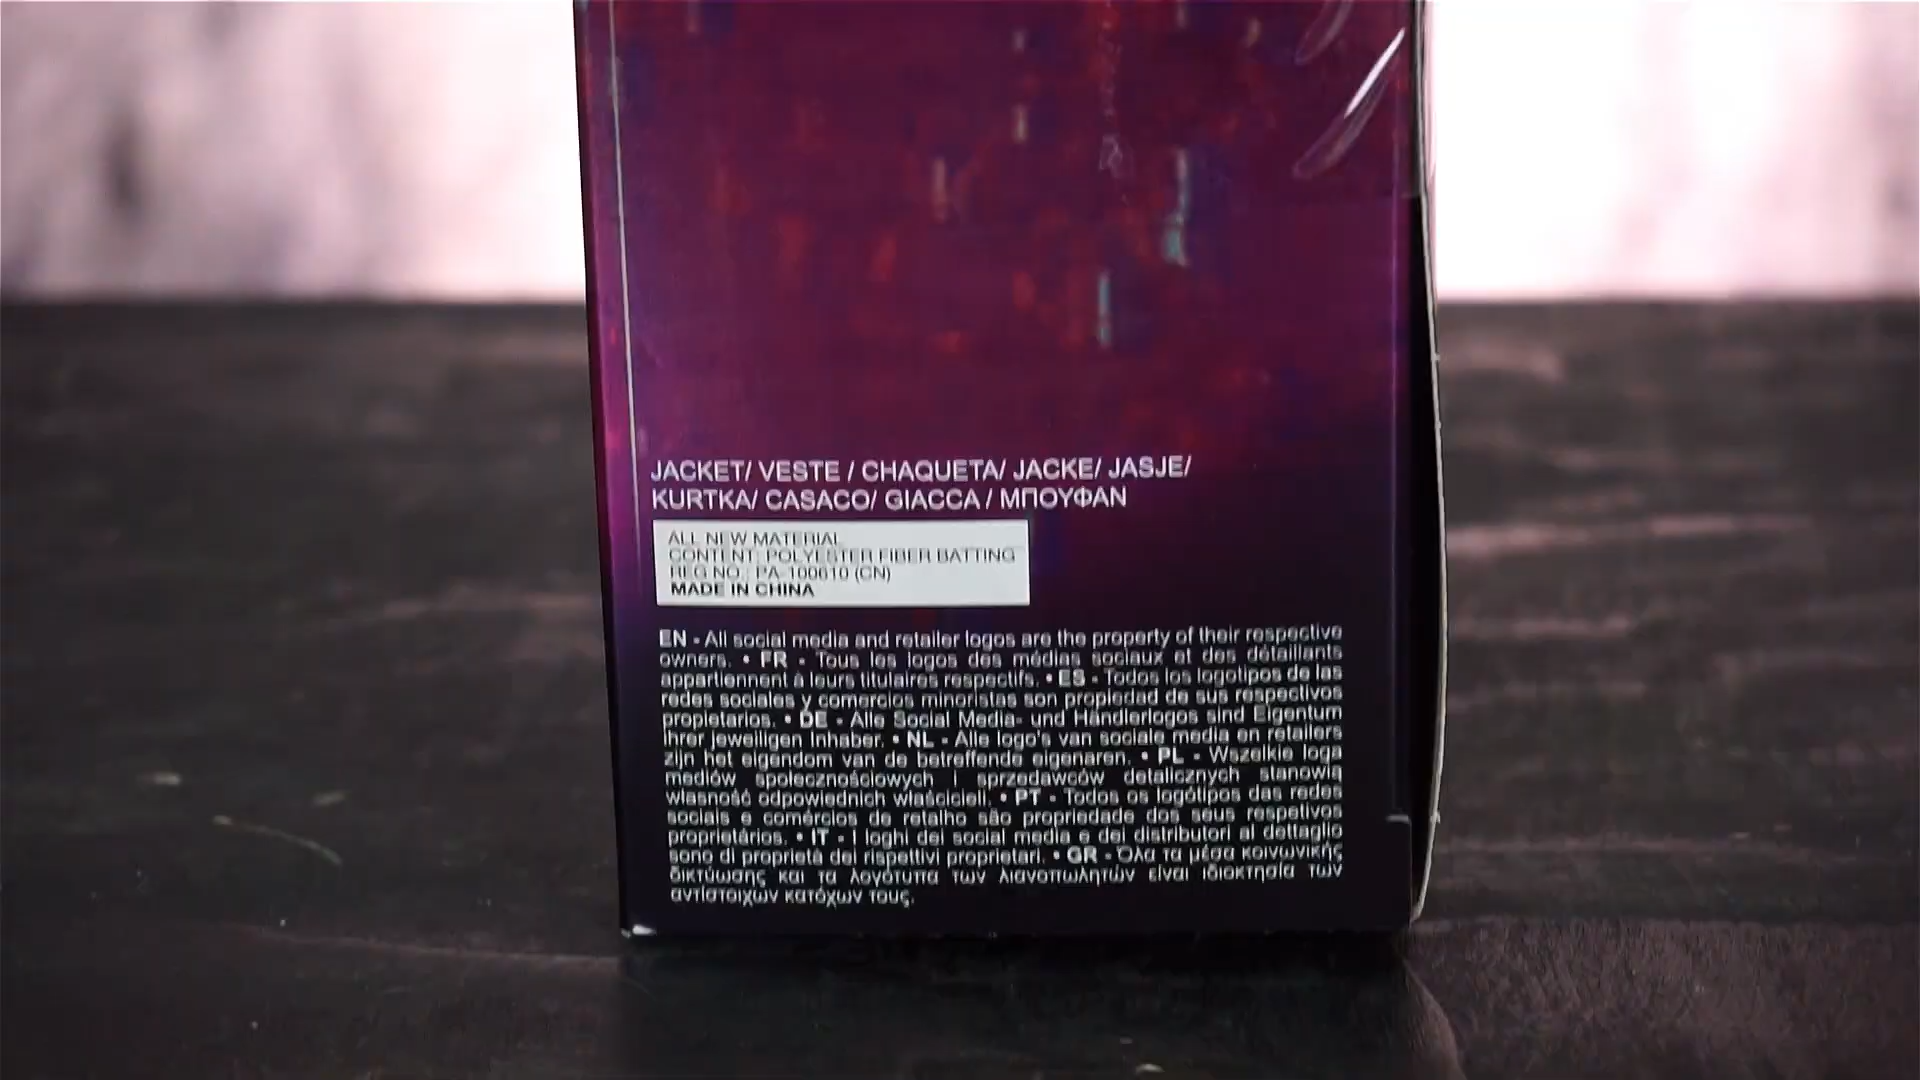 JACKET/ VESTE / CHAQUETA/ JACKE/ JASJE/
KURTKA/ CASACO/ GIACCA / ΜΠΟΥΦΑΝ
ALL NEW MATERIAL
CONTENT: POLYESTER FIBER BATTING
REG NO.: PA-100610 (CN)
MADE IN CHINA
EN - All social media and retailer logos are the property of their respective
owners. • FR - Tous les logos des médias sociaux et des détaillants
appartiennent à leurs titulaires respectifs. • ES - Todos los logotipos de las
redes sociales y comercios minoristas son propiedad de sus respectivos
propietarios. • DE - Alle Social Media- und Händlerlogos sind Eigentum
ihrer jeweiligen Inhaber. • NL - Alle logo's van sociale media en retailers
zijn het eigendom van de betreffende eigenaren. • PL - Wszelkie loga
mediów społecznościowych i sprzedawców detalicznych stanowią
własność odpowiednich właścicieli. • PT - Todos os logótipos das redes
sociais e comércios de retalho são propriedade dos seus respetivos
proprietários. • IT - I loghi dei social media e dei distributori al dettaglio
sono di proprietà dei rispettivi proprietari. • GR - Όλα τα μέσα κοινωνικής
δικτύωσης και τα λογότυπα των λιανοπωλητών είναι ιδιοκτησία των
αντίστοιχων κατόχων τους.